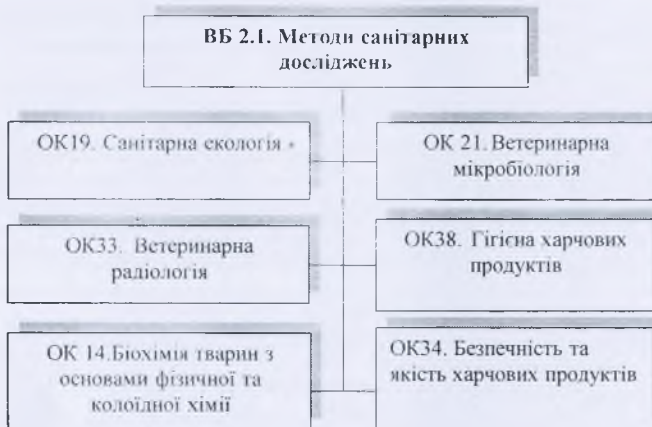 ВБ 2.1. Методи санітарних
досліджень
ОК19. Санітарна екологія -
ОК 21. Ветеринарна
мікробіологія
ОК33. Ветеринарна
радіологія
ОК38. Гігієна харчових
продуктів
ОК 14.Біохімія тварин з
основами фізичної та
колоїдної хімії
ОК34. Безпечність та
якість харчових продуктів